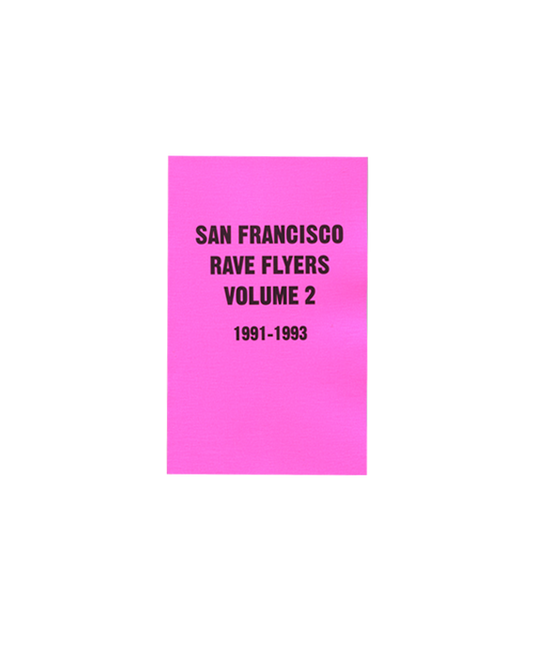 SAN FRANCISCO
RAVE FLYERS
VOLUME 2
1991-1993